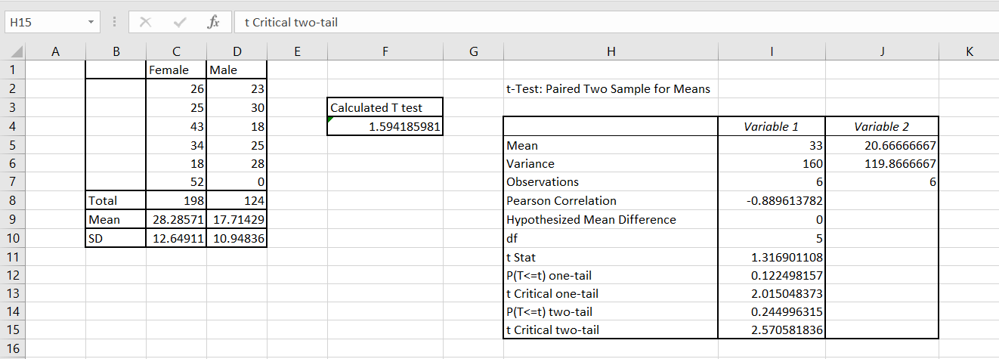 H15 fx t Critical two-tail
A B C D E F G H I J K
1 Female Male
2 26 23 t-Test: Paired Two Sample for Means
3 25 30 Calculated T test
4 43 18 1.594185981 Variable 1 Variable 2
5 34 25 Mean 33 20.66666667
6 18 28 Variance 160 119.8666667
7 52 0 Observations 6 6
8 Total 198 124 Pearson Correlation -0.889613782
9 Mean 28.28571 17.71429 Hypothesized Mean Difference 0
10 SD 12.64911 10.94836 df 5
11 t Stat 1.316901108
12 P(T<=t) one-tail 0.122498157
13 t Critical one-tail 2.015048373
14 P(T<=t) two-tail 0.244996315
15 t Critical two-tail 2.570581836
16